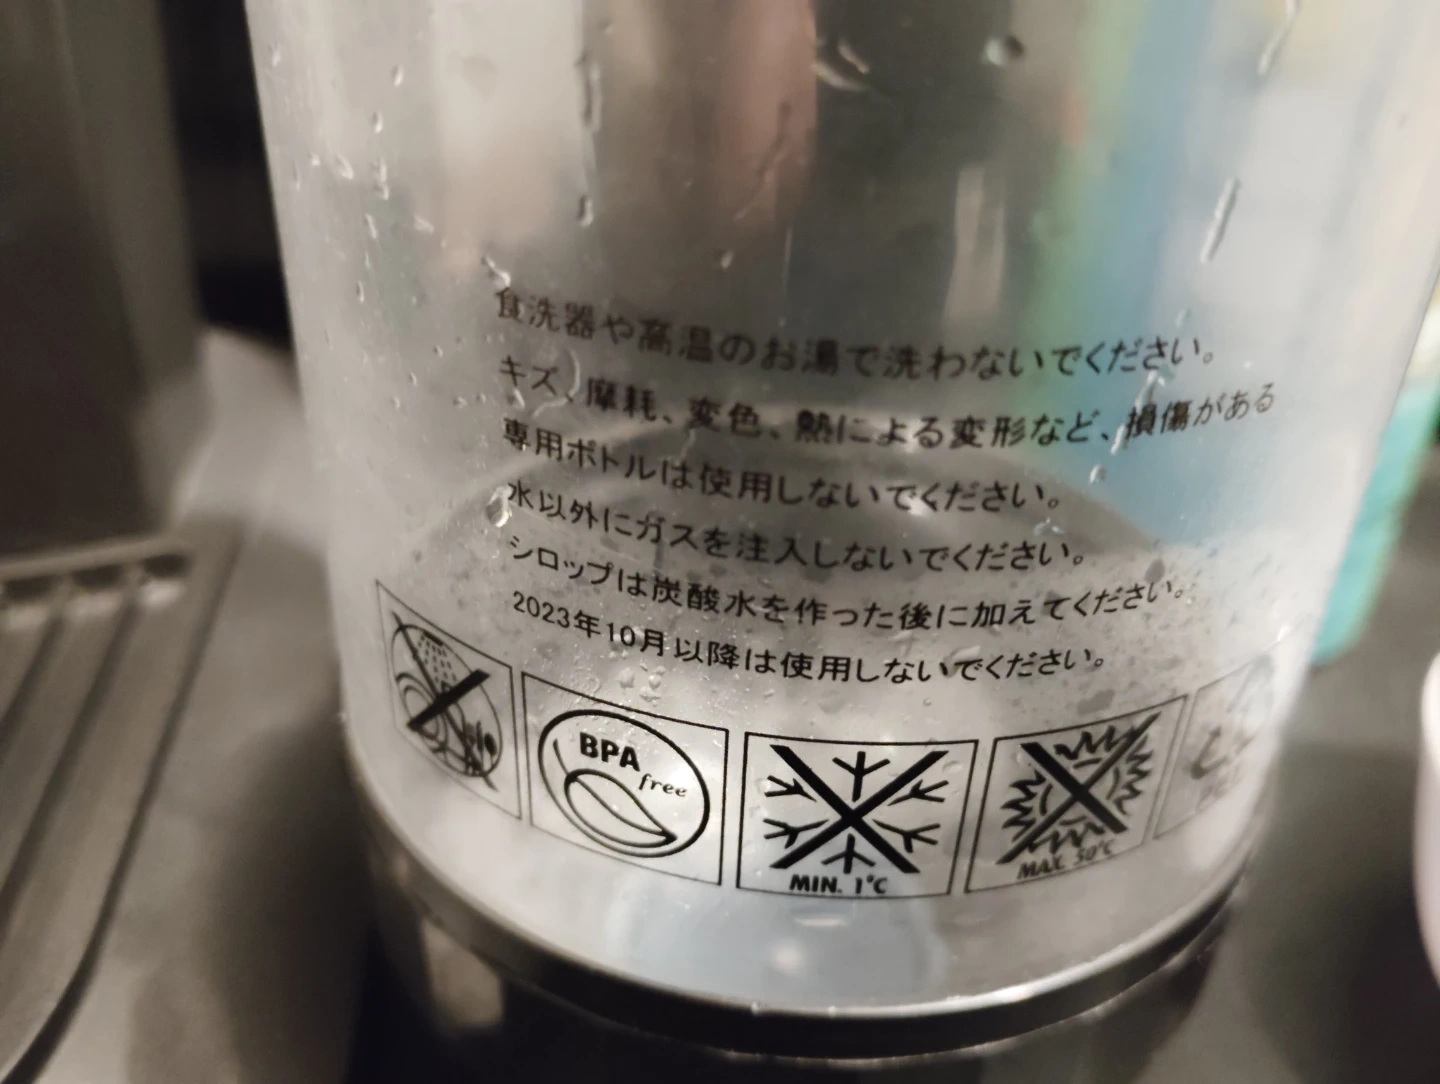 食洗器や高温のお湯で洗わないでください。
キズ、摩耗、変色、熱による変形など、損傷がある
専用ボトルは使用しないでください。
水以外にガスを注入しないでください。
シロップは炭酸水を作った後に加えてください。
2023年10月以降は使用しないでください。
BPA
free
MIN. 1°C
MAX. 50°C